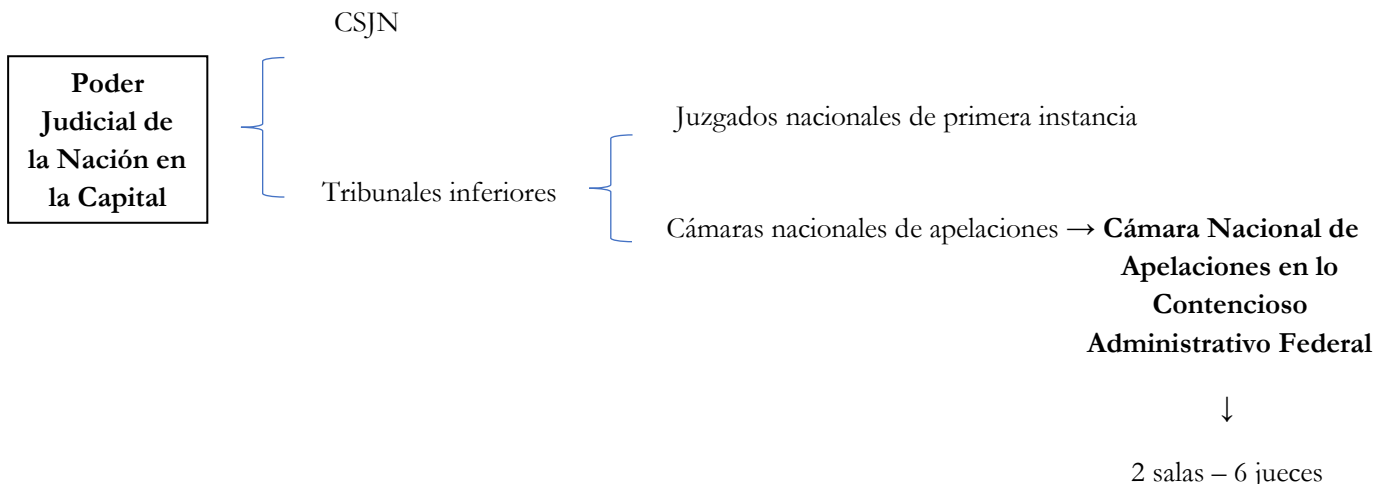 CSJN
Poder
Judicial de
la Nación en
la Capital
Juzgados nacionales de primera instancia
Tribunales inferiores
Cámaras nacionales de apelaciones → Cámara Nacional de
Apelaciones en lo
Contencioso
Administrativo Federal
↓
2 salas – 6 jueces